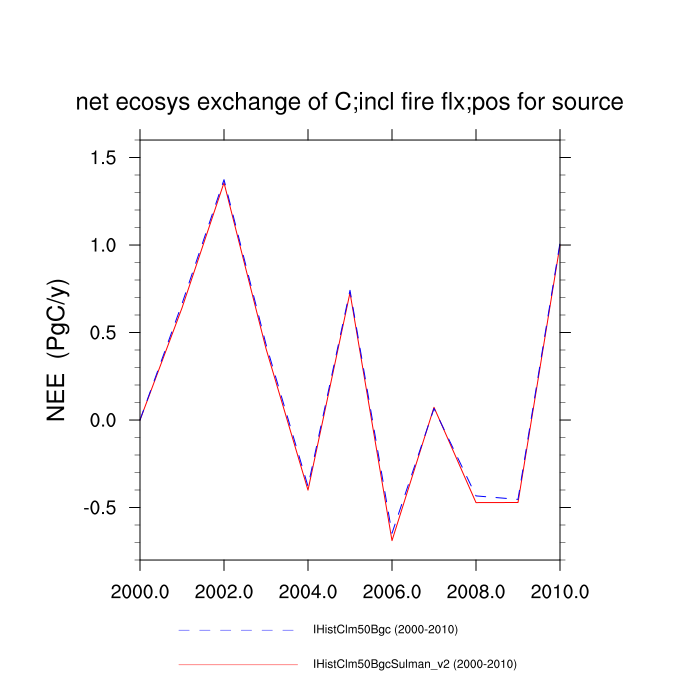 net ecosys exchange of C;incl fire flx;pos for source
NEE (PgC/y)
1.5
1.0
0.5
0.0
-0.5
2000.0 2002.0 2004.0 2006.0 2008.0 2010.0
IHistClm50Bgc (2000-2010)
IHistClm50BgcSulman_v2 (2000-2010)